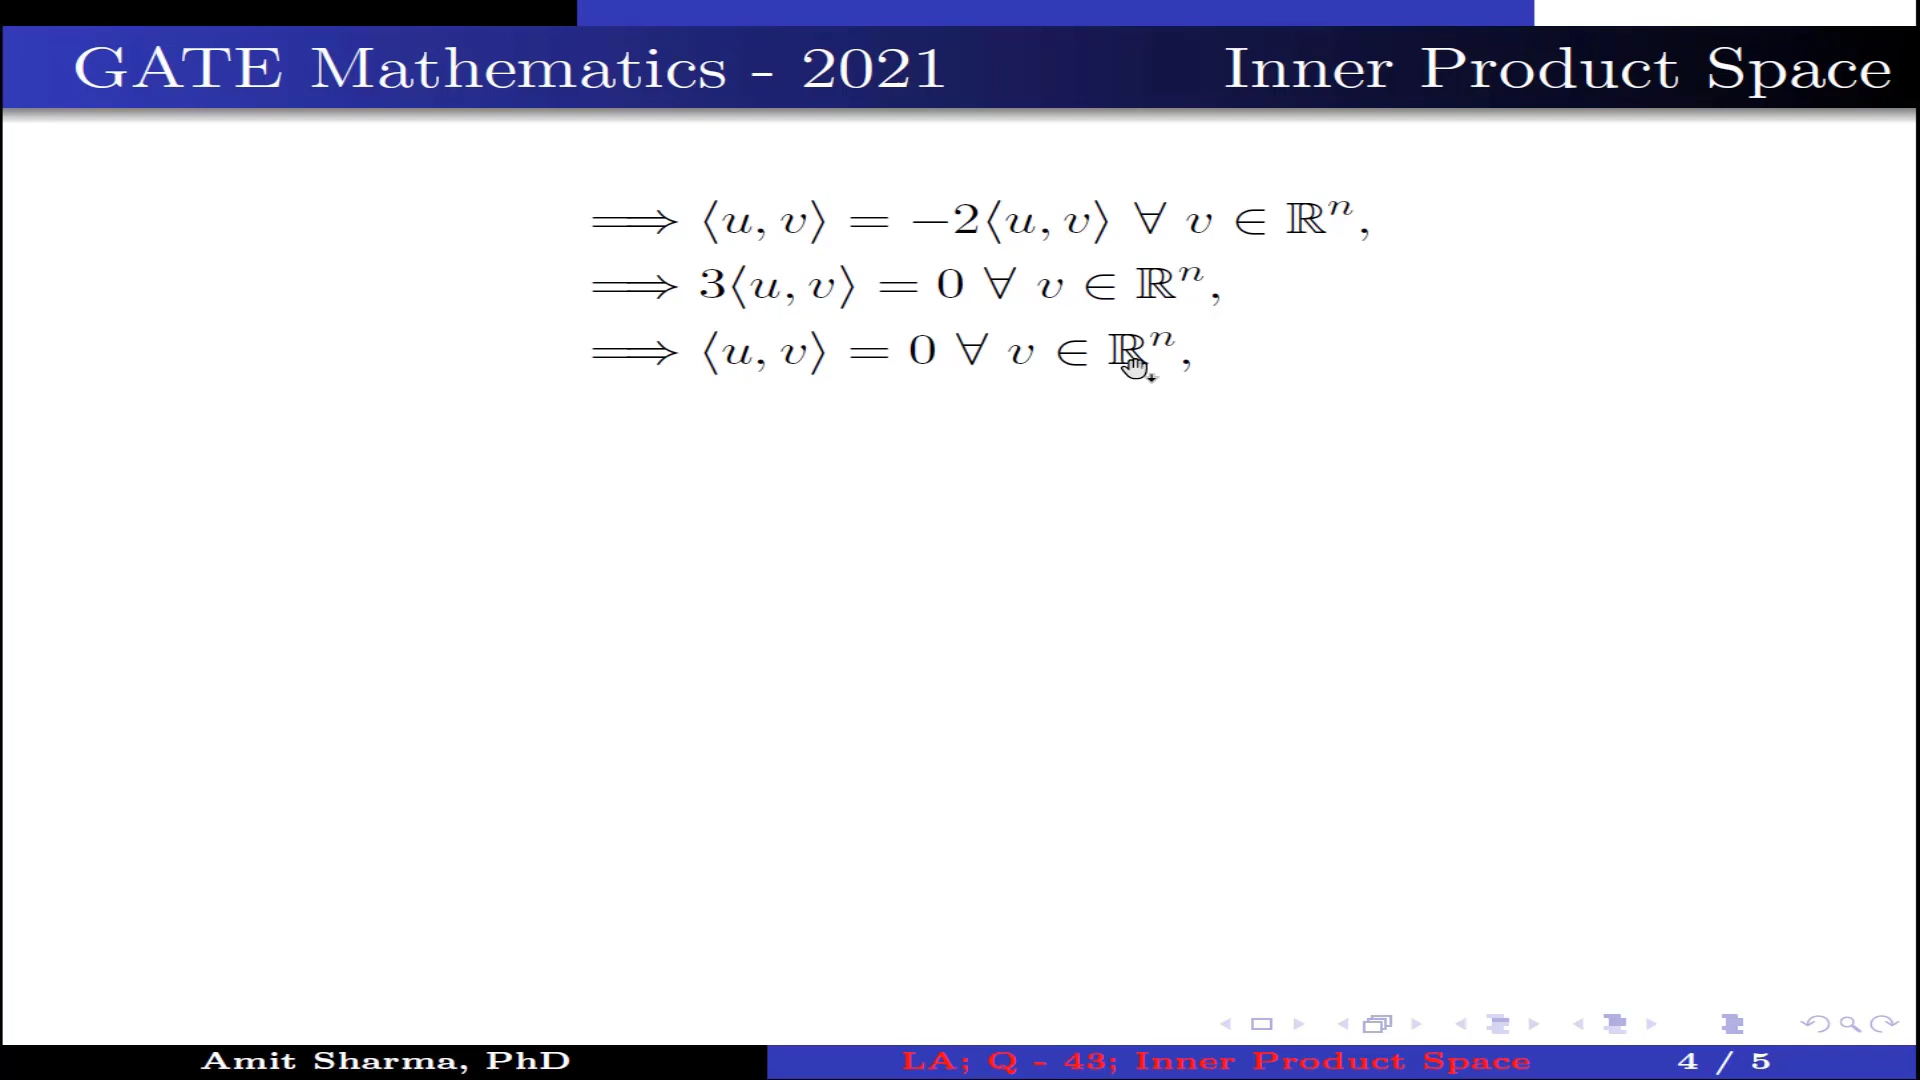 GATE Mathematics - 2021 Inner Product Space
⟹ ⟨u, v⟩ = −2⟨u, v⟩ ∀ v ∈ ℝⁿ,
⟹ 3⟨u, v⟩ = 0 ∀ v ∈ ℝⁿ,
⟹ ⟨u, v⟩ = 0 ∀ v ∈ ℝⁿ,
Amit Sharma, PhD LA; Q - 43; Inner Product Space 4 / 5